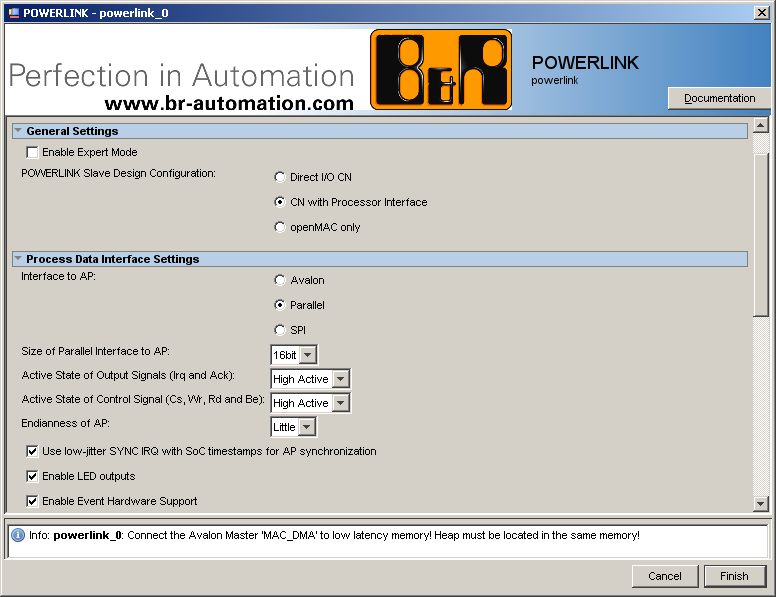 POWERLINK - powerlink_0
Perfection in Automation
www.br-automation.com
B&R
POWERLINK
powerlink
Documentation
General Settings
Enable Expert Mode
POWERLINK Slave Design Configuration:
Direct I/O CN
CN with Processor Interface
openMAC only
Process Data Interface Settings
Interface to AP:
Avalon
Parallel
SPI
Size of Parallel Interface to AP: 16bit
Active State of Output Signals (Irq and Ack): High Active
Active State of Control Signal (Cs, Wr, Rd and Be): High Active
Endianness of AP: Little
Use low-jitter SYNC IRQ with SoC timestamps for AP synchronization
Enable LED outputs
Enable Event Hardware Support
Info: powerlink_0: Connect the Avalon Master 'MAC_DMA' to low latency memory! Heap must be located in the same memory!
Cancel Finish